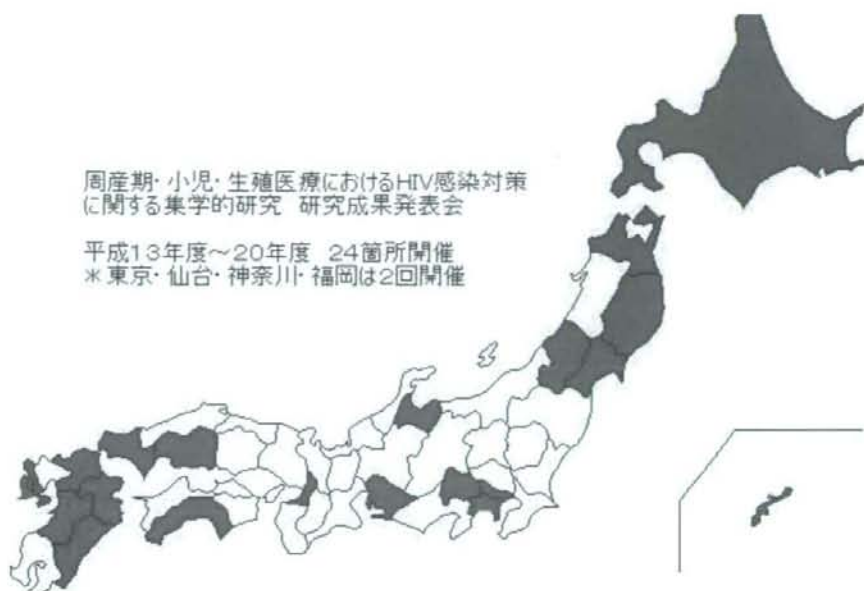 周産期・小児・生殖医療におけるHIV感染対策
に関する集学的研究 研究成果発表会
平成13年度～20年度 24箇所開催
＊東京・仙台・神奈川・福岡は2回開催